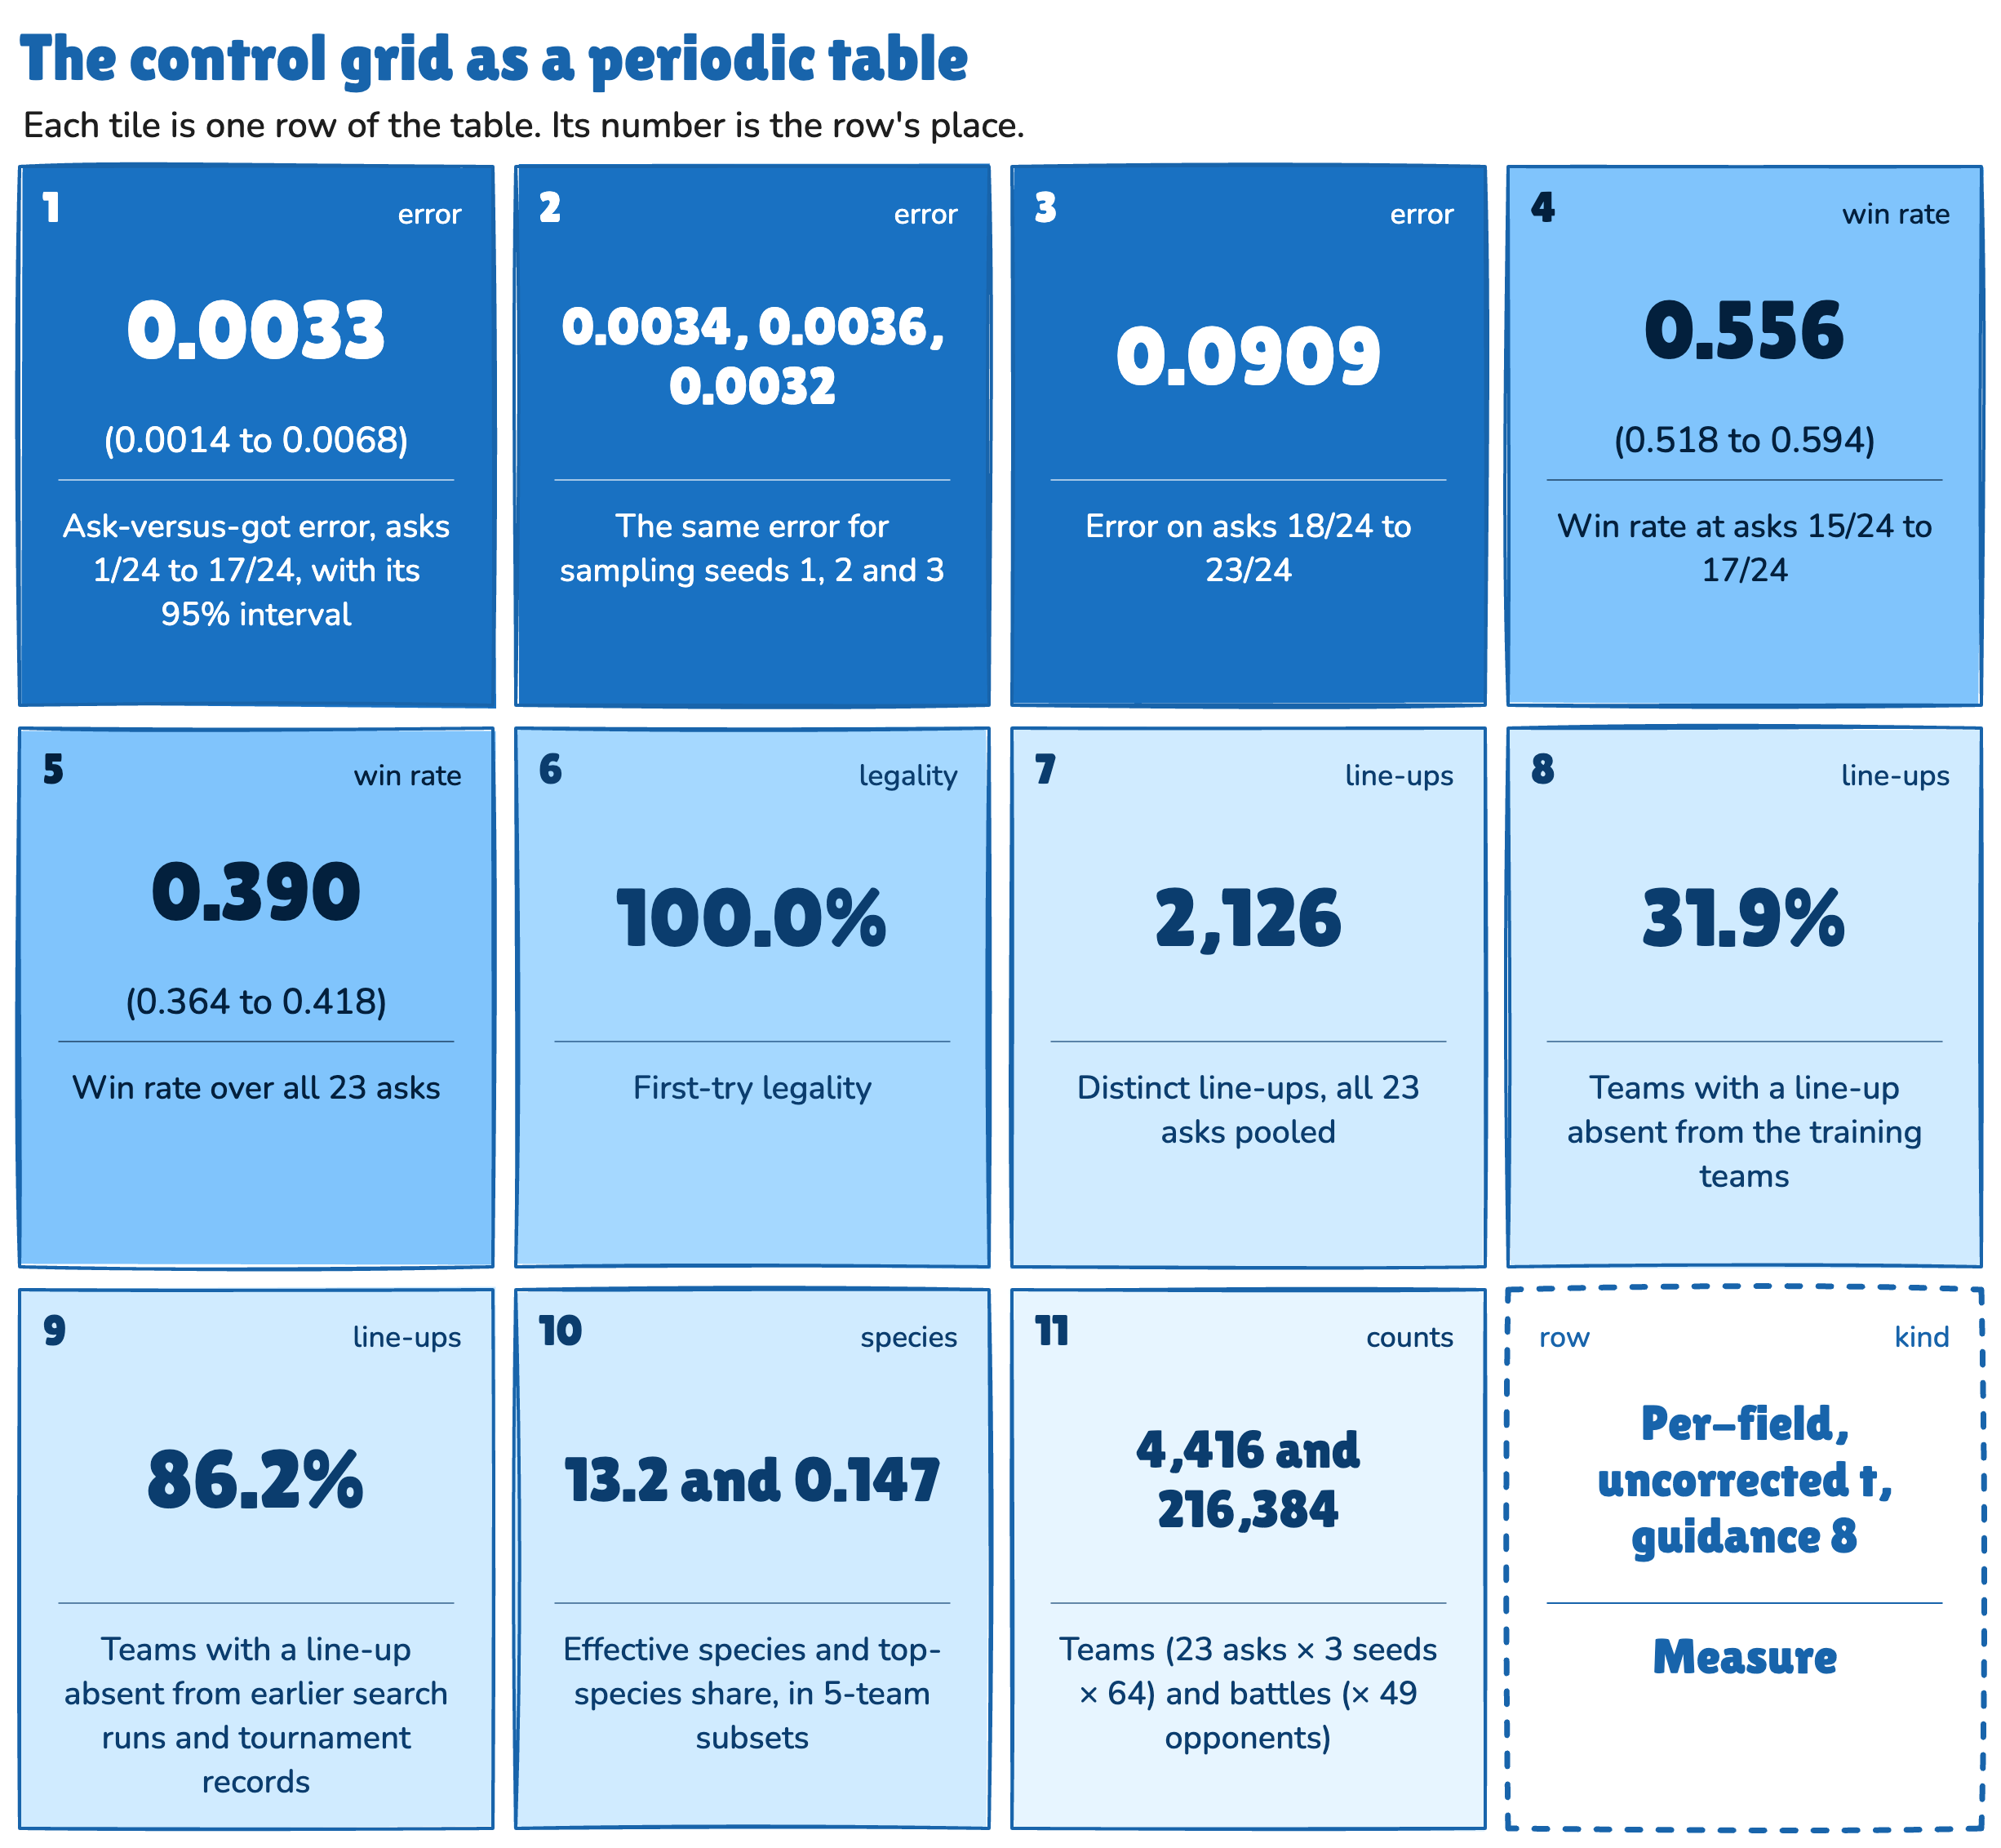 The control grid as a periodic table
Each tile is one row of the table. Its number is the row's place.
1
error
0.0033
(0.0014 to 0.0068)
Ask-versus-got error, asks
1/24 to 17/24, with its
95% interval
2
error
0.0034, 0.0036,
0.0032
The same error for
sampling seeds 1, 2 and 3
3
error
0.0909
Error on asks 18/24 to
23/24
4
win rate
0.556
(0.518 to 0.594)
Win rate at asks 15/24 to
17/24
5
win rate
0.390
(0.364 to 0.418)
Win rate over all 23 asks
6
legality
100.0%
First-try legality
7
line-ups
2,126
Distinct line-ups, all 23
asks pooled
8
line-ups
31.9%
Teams with a line-up
absent from the training
teams
9
line-ups
86.2%
Teams with a line-up
absent from earlier search
runs and tournament
records
10
species
13.2 and 0.147
Effective species and top-
species share, in 5-team
subsets
11
counts
4,416 and
216,384
Teams (23 asks × 3 seeds
× 64) and battles (× 49
opponents)
row
kind
Per-field,
uncorrected t,
guidance 8
Measure